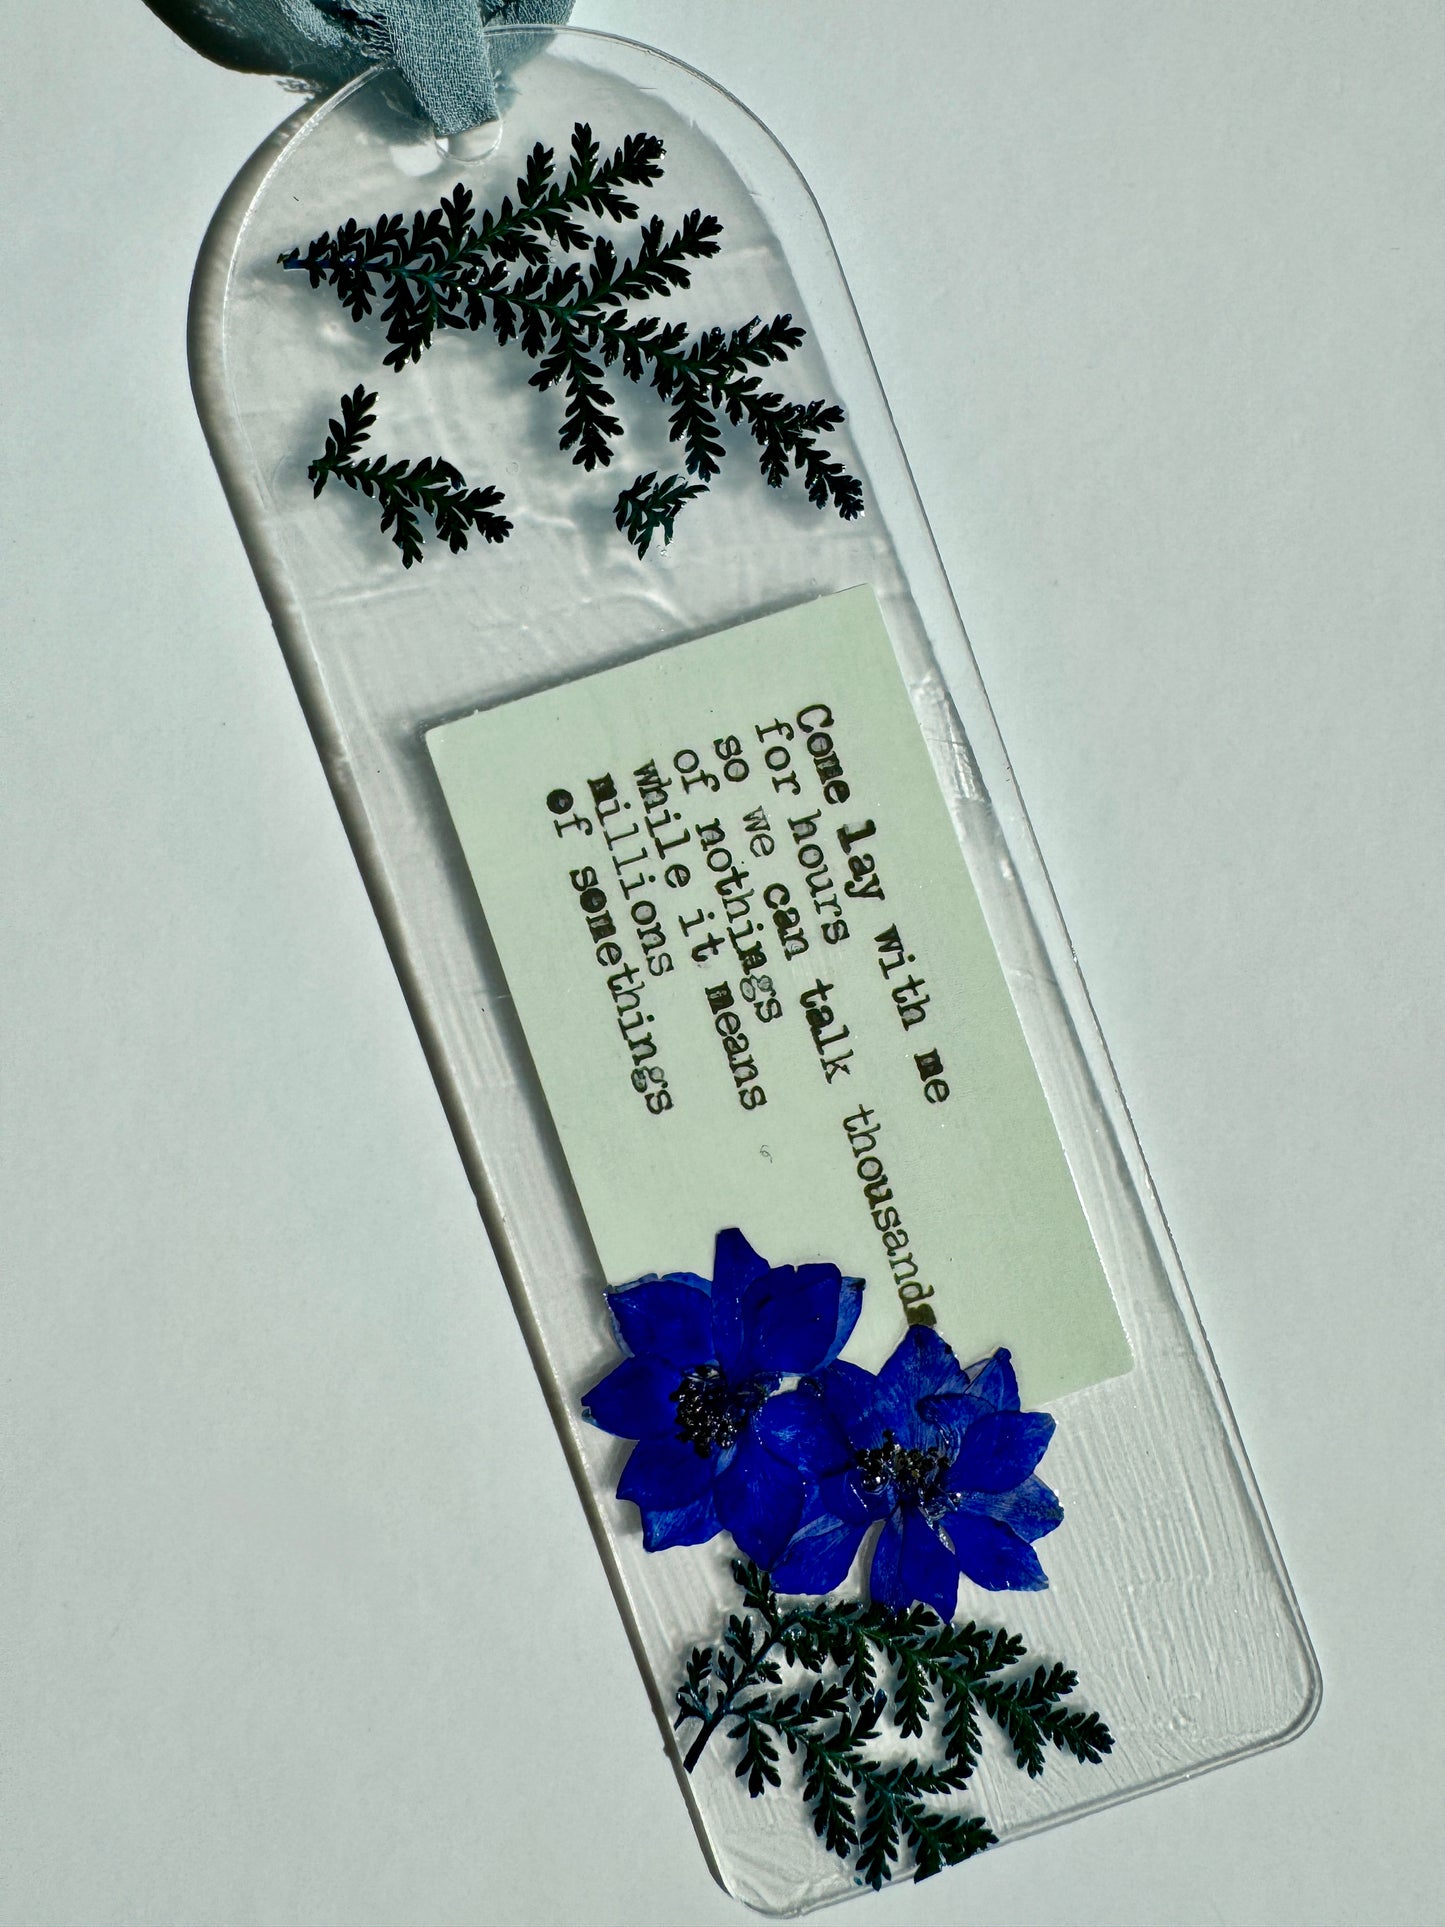 Come lay with me
for hours
so we can talk thousands
of nothings
while it means
millions
of somethings